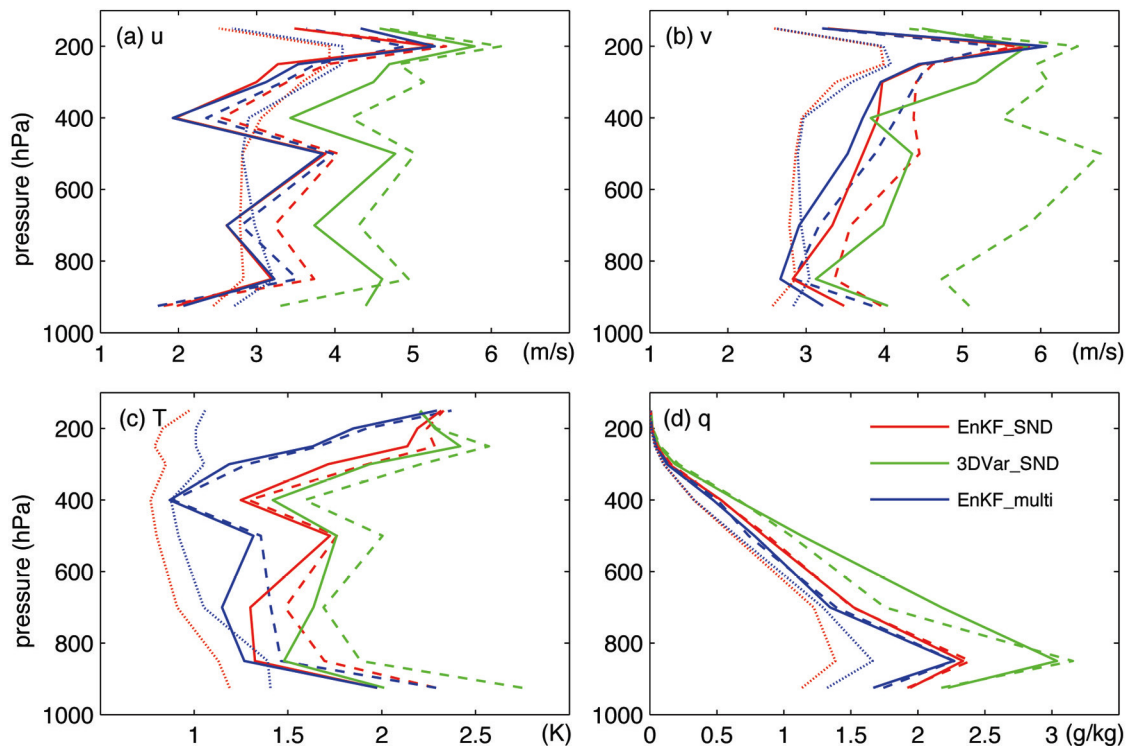 (a) u
(b) v
200
400
600
800
1000
pressure (hPa)
1 2 3 4 5 6 (m/s)
200
400
600
800
1000
1 2 3 4 5 6 (m/s)
(c) T
(d) q
EnKF_SND
3DVar_SND
EnKF_multi
200
400
600
800
1000
pressure (hPa)
1 1.5 2 2.5 (K)
200
400
600
800
1000
0 0.5 1 1.5 2 2.5 3 (g/kg)